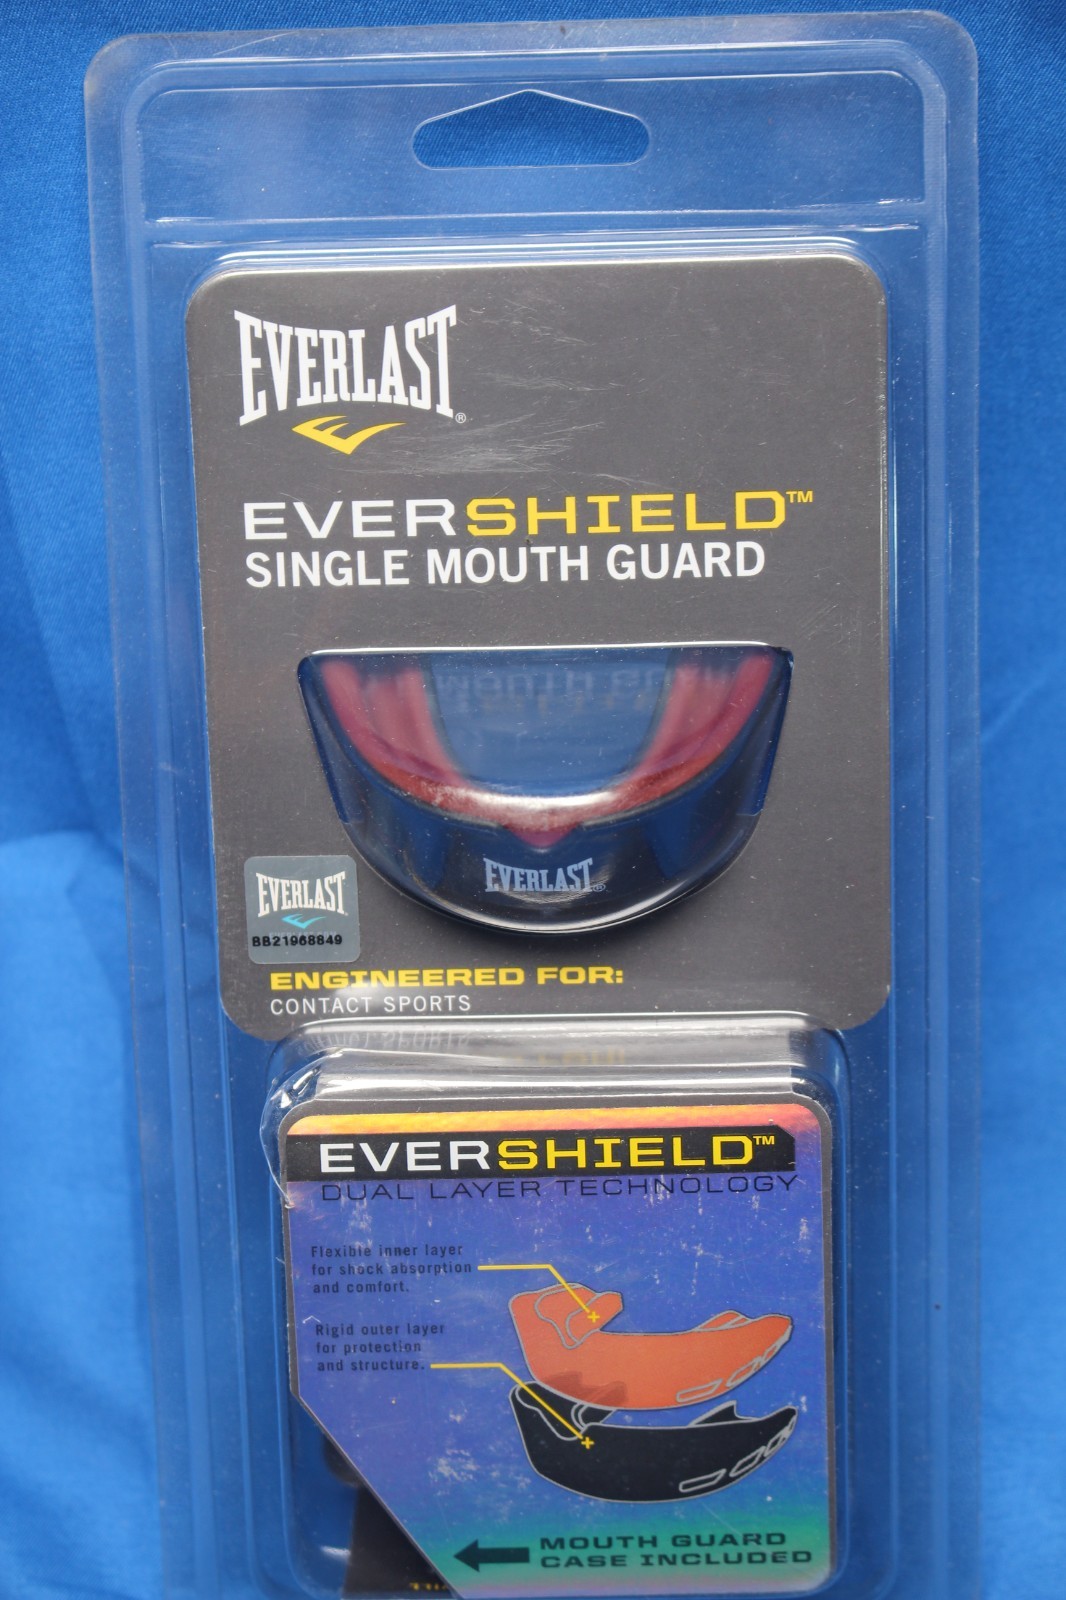 EVERLAST®
EVERSHIELD™
SINGLE MOUTH GUARD
EVERLAST®
EVERLAST
BB21968849
ENGINEERED FOR:
CONTACT SPORTS
EVERSHIELD™
DUAL LAYER TECHNOLOGY
Flexible inner layer
for shock absorption
and comfort.
Rigid outer layer
for protection
and structure.
MOUTH GUARD
CASE INCLUDED